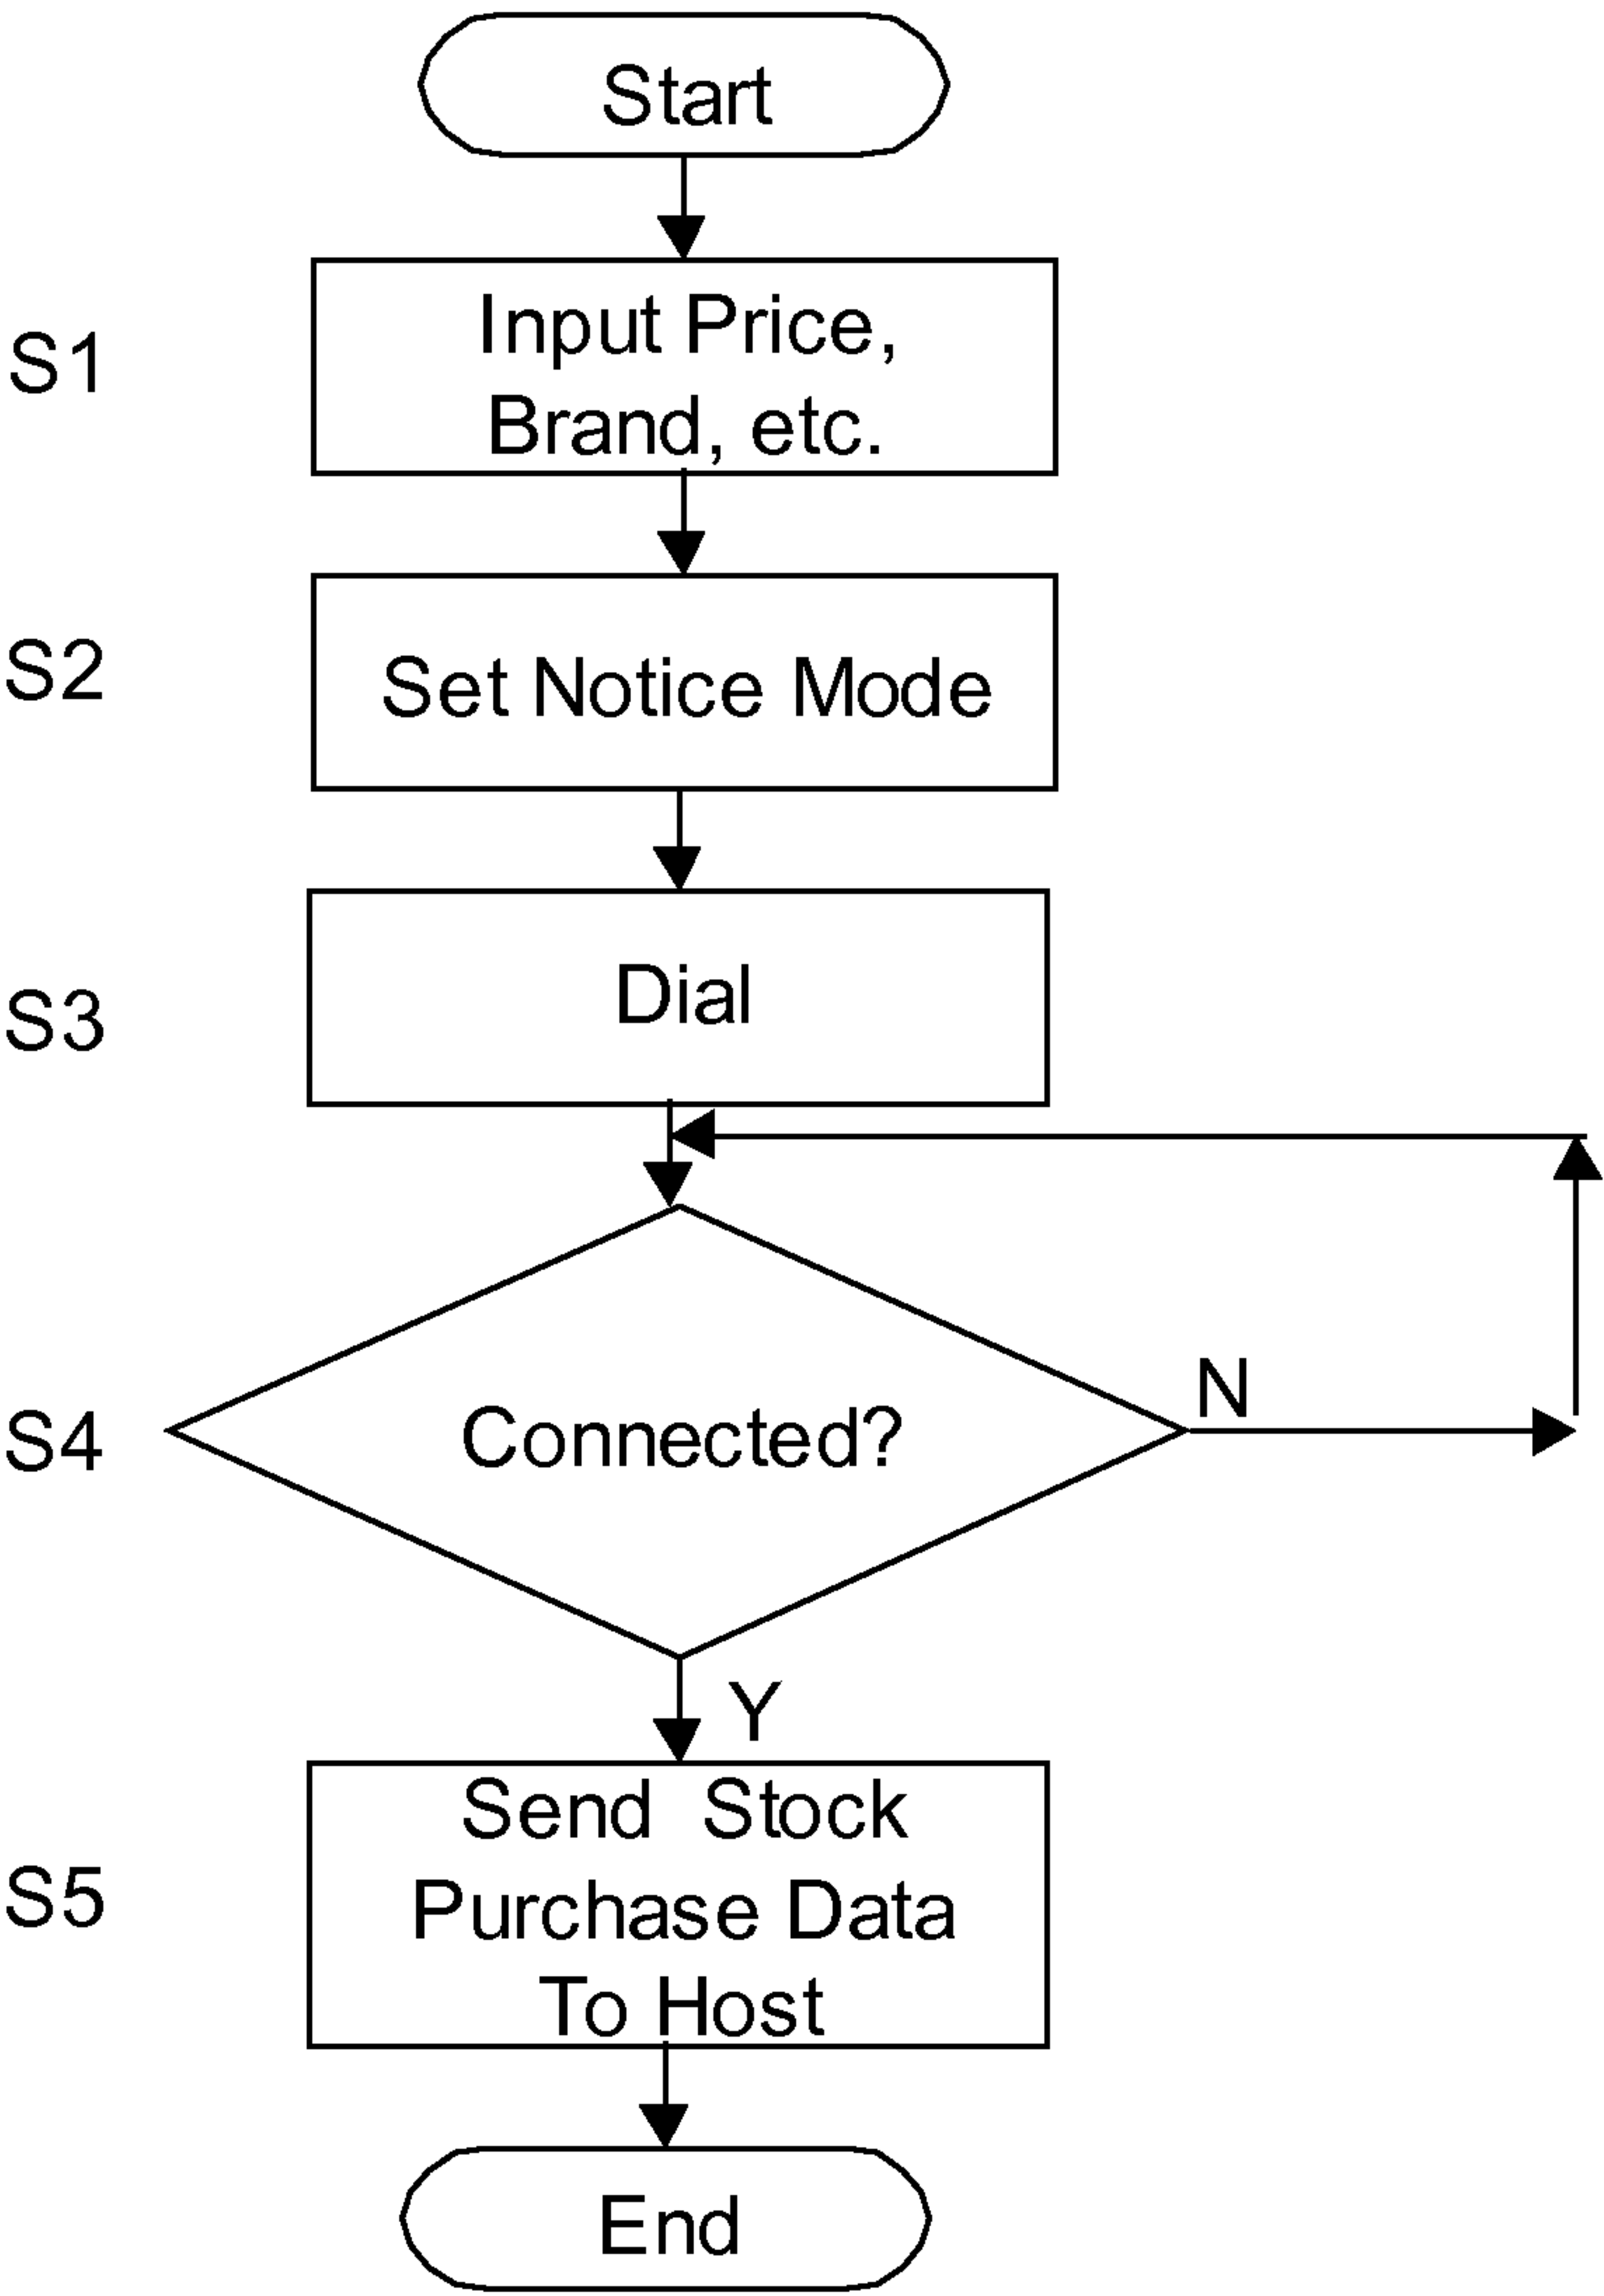 Start
S1
Input Price,
Brand, etc.
S2
Set Notice Mode
S3
Dial
S4
Connected?
N
Y
S5
Send Stock
Purchase Data
To Host
End